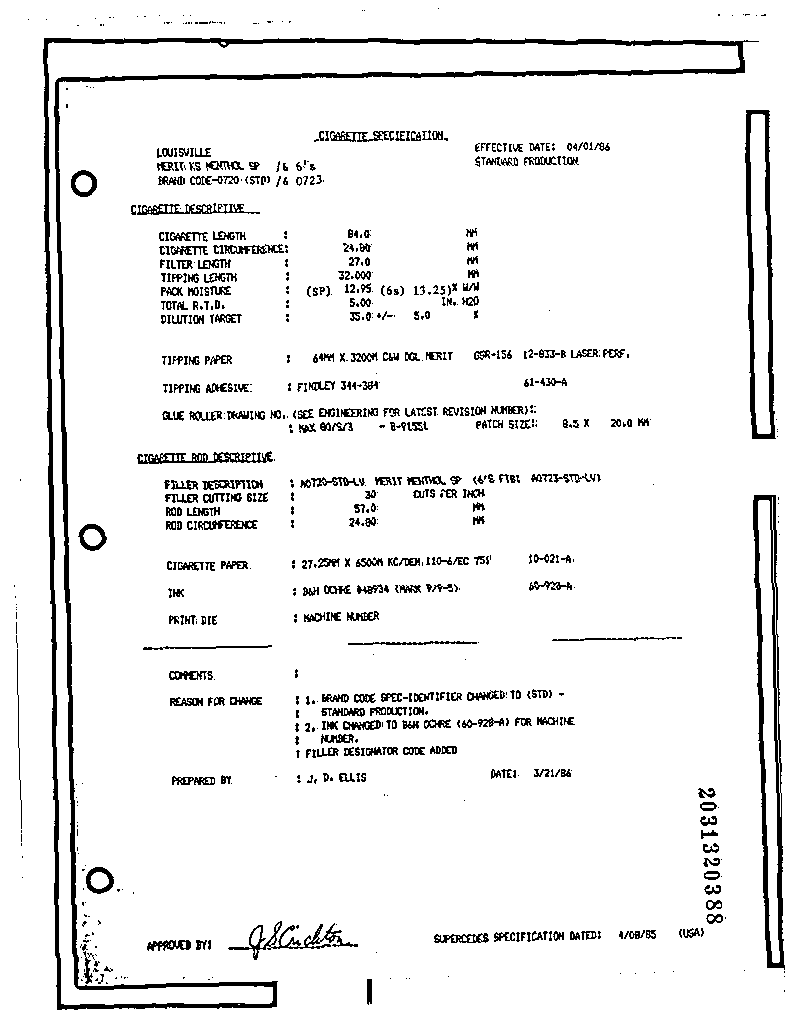 CIGARETTE SPECIFICATION
LOUISVILLE EFFECTIVE DATE: 04/01/86
MERIT KS MENTHOL SP /6 6's STANDARD PRODUCTION
BRAND CODE-0720 (STD) /6 0723
CIGARETTE DESCRIPTIVE
CIGARETTE LENGTH : 84.0 MM
CIGARETTE CIRCUMFERENCE: 24.80 MM
FILTER LENGTH : 27.0 MM
TIPPING LENGTH : 32.000 MM
PACK MOISTURE : (SP) 12.95 (6s) 13.25)% W/W
TOTAL R.T.D. : 5.00 IN. H2O
DILUTION TARGET : 35.0 +/- 5.0 %
TIPPING PAPER : 64MM X 3200M C&W DGL MERIT GSR-156 12-833-B LASER PERF.
TIPPING ADHESIVE : FINDLEY 344-384 61-430-A
GLUE ROLLER DRAWING NO. (SEE ENGINEERING FOR LATEST REVISION NUMBER):
: MAX 80/S/3 - B-91551 PATCH SIZE: 8.5 X 20.0 MM
CIGARETTE ROD DESCRIPTIVE
FILLER DESCRIPTION : A0720-STD-LV MERIT MENTHOL SP (6'S A0723-STD-LV)
FILLER CUTTING SIZE : 30 CUTS PER INCH
ROD LENGTH : 57.0 MM
ROD CIRCUMFERENCE : 24.80 MM
CIGARETTE PAPER : 27.25MM X 6500M KC/DEM. 10-021-A
INK : B&H OCHRE (MARK 9/9-5) 60-928-A
PRINT DIE : MACHINE NUMBER
COMMENTS :
REASON FOR CHANGE : 1. BRAND CODE SPEC-IDENTIFIER CHANGED TO (STD) -
: STANDARD PRODUCTION.
: 2. INK CHANGED TO B&H OCHRE (60-928-A) FOR MACHINE
: NUMBER.
: FILLER DESIGNATOR CODE ADDED
PREPARED BY : J. D. ELLIS DATE: 3/21/86
2031320388
APPROVED BY: J S Crichton SUPERCEDES SPECIFICATION DATED: 4/08/85 (USA)